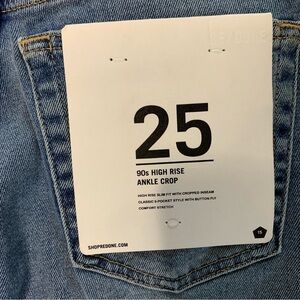 25
90s HIGH RISE
ANKLE CROP
HIGH RISE SLIM FIT WITH CROPPED INSEAM
CLASSIC 5-POCKET STYLE WITH BUTTON FLY
COMFORT STRETCH
SHOPREDONE.COM